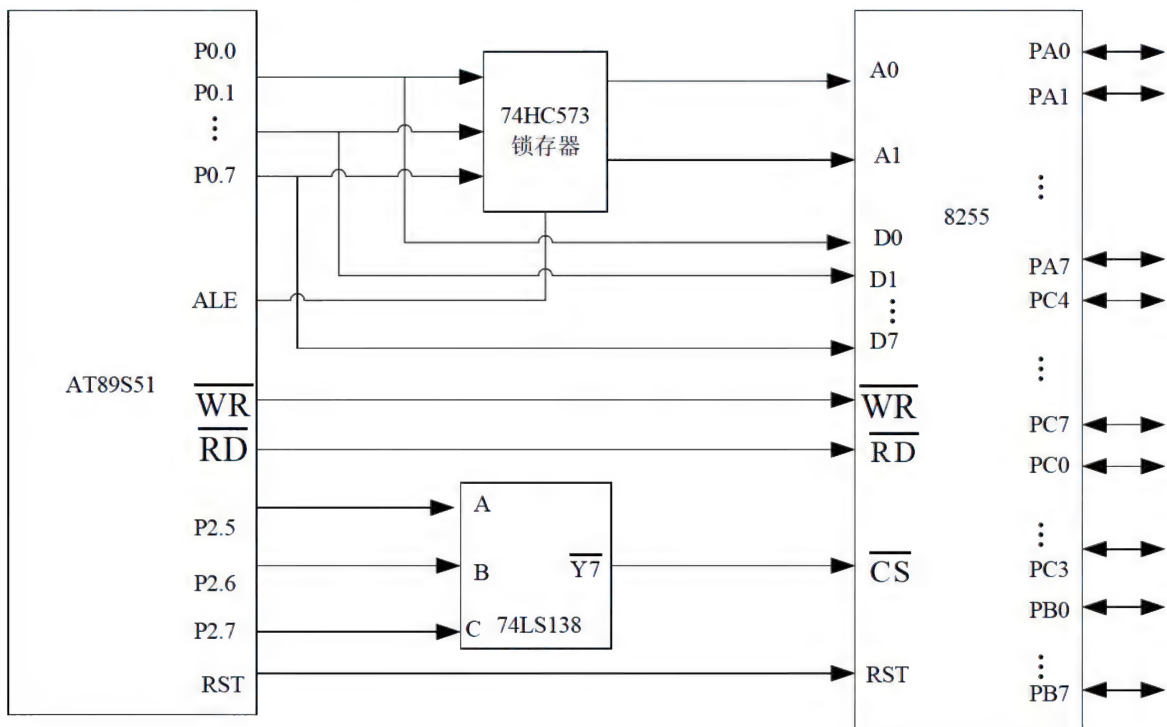 P0.0
P0.1
⋮
P0.7
ALE
AT89S51
WR
RD
P2.5
P2.6
P2.7
RST
74HC573
锁存器
A
B
C
Y7
74LS138
A0
A1
D0
D1
⋮
D7
WR
RD
CS
RST
8255
PA0
PA1
⋮
PA7
PC4
⋮
PC7
PC0
⋮
PC3
PB0
⋮
PB7